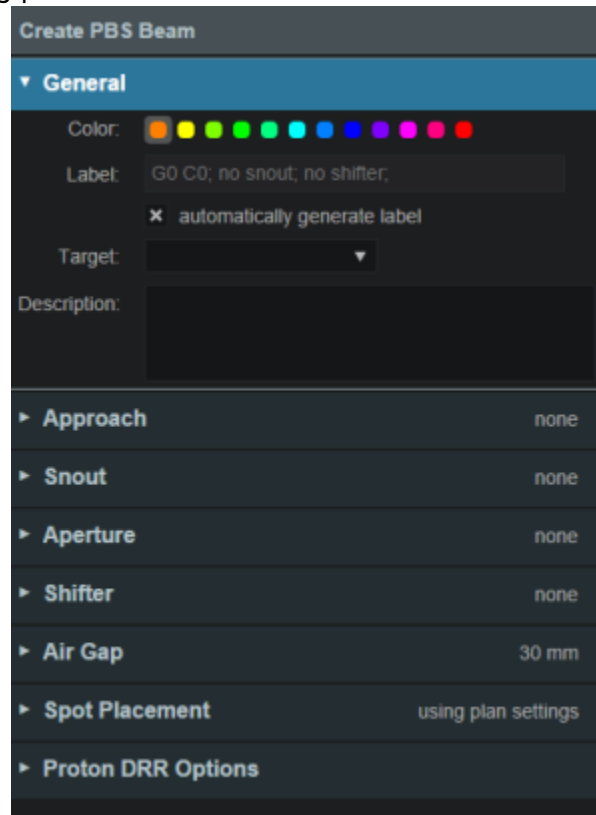 Create PBS Beam
General
Color:
Label: G0 C0; no snout; no shifter;
automatically generate label
Target:
Description:
Approach none
Snout none
Aperture none
Shifter none
Air Gap 30 mm
Spot Placement using plan settings
Proton DRR Options